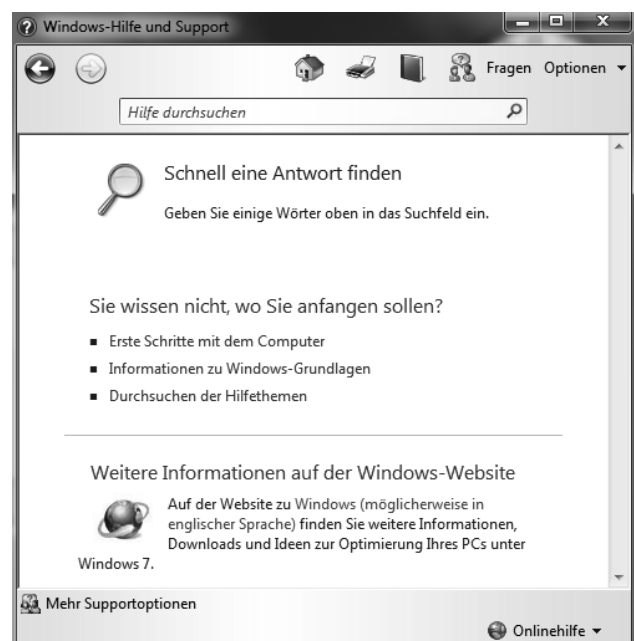 Windows-Hilfe und Support
Fragen Optionen
Hilfe durchsuchen
Schnell eine Antwort finden
Geben Sie einige Wörter oben in das Suchfeld ein.
Sie wissen nicht, wo Sie anfangen sollen?
Erste Schritte mit dem Computer
Informationen zu Windows-Grundlagen
Durchsuchen der Hilfethemen
Weitere Informationen auf der Windows-Website
Auf der Website zu Windows (möglicherweise in
englischer Sprache) finden Sie weitere Informationen,
Downloads und Ideen zur Optimierung Ihres PCs unter
Windows 7.
Mehr Supportoptionen
Onlinehilfe